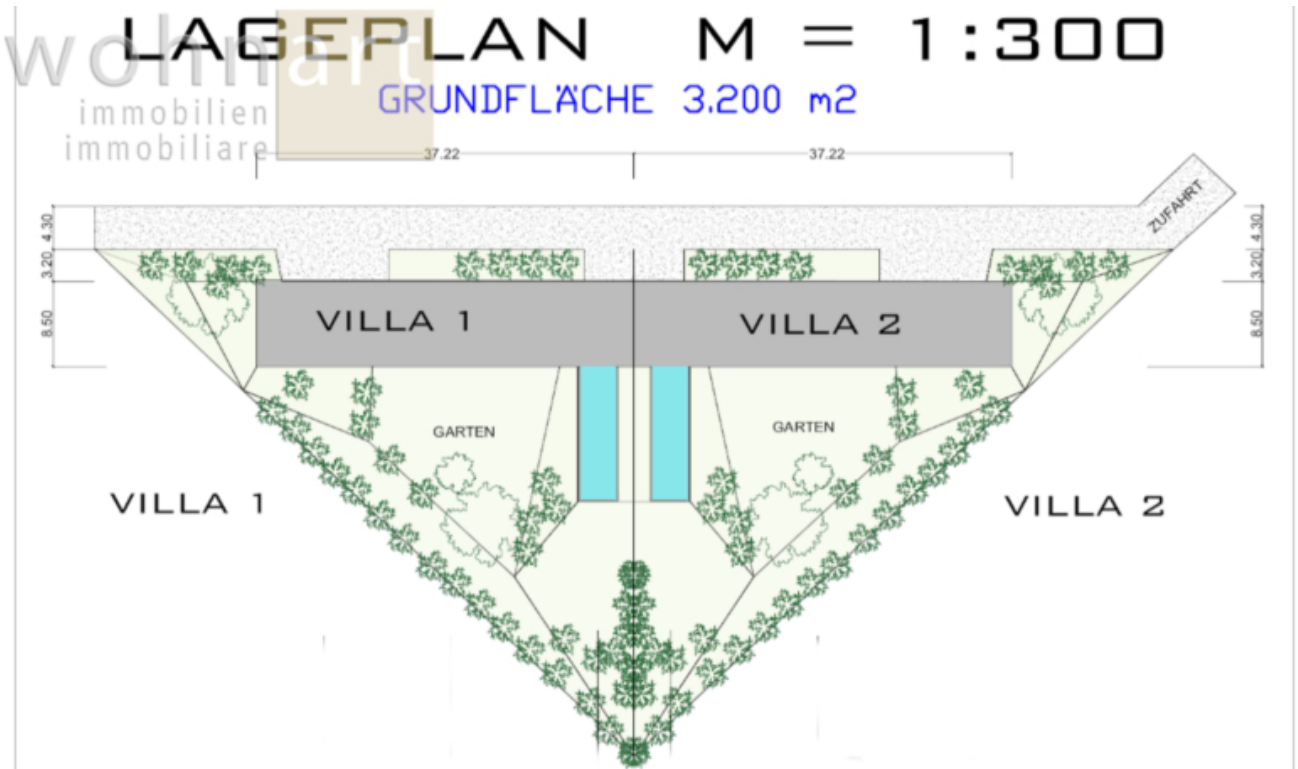 LAGEPLAN M = 1:300
wohnart
immobilien
immobiliare
GRUNDFLÄCHE 3.200 m2
37.22
37.22
ZUFAHRT
4.30
4.30
3.20
3.20
8.50
8.50
VILLA 1
VILLA 2
GARTEN
GARTEN
VILLA 1
VILLA 2